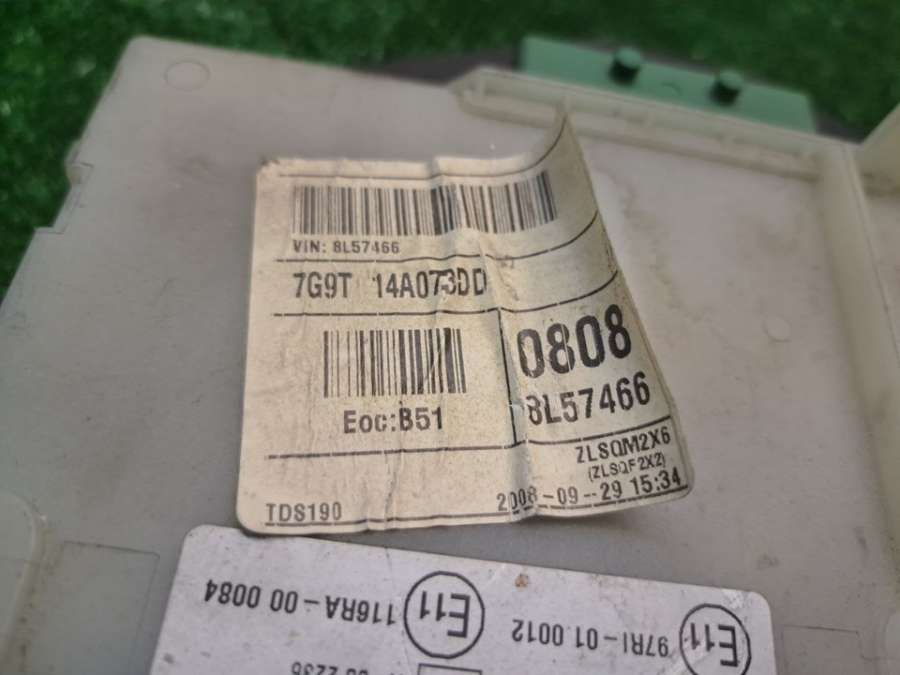 VIN: 8L57466
7G9T 14A073DD
0808
8L57466
Eoc:B51
ZLSQM2X6
(ZLSQF2X2)
TDS190
2008-09-29 15:34
E11
97RI-01 0012
E11
116RA-00 0084